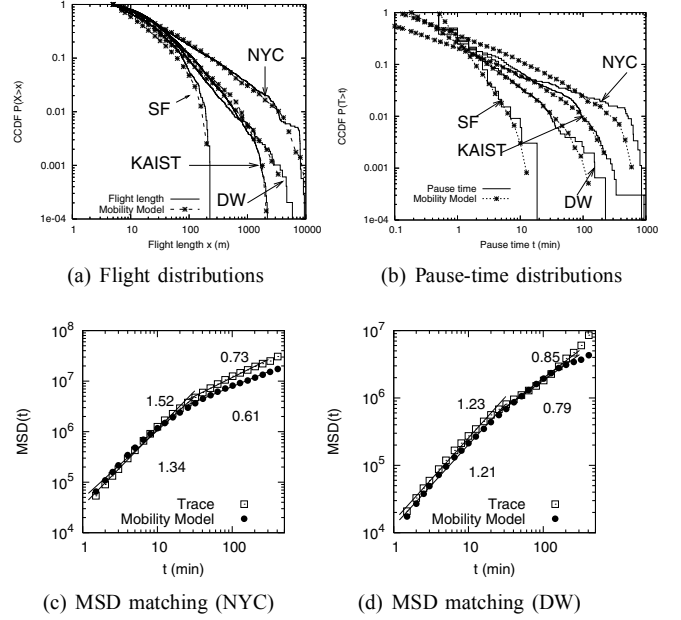 CCDF P(X>x)
1
0.1
0.01
0.001
1e-04
1 10 100 1000 10000
Flight length x (m)
NYC
SF
KAIST
DW
Flight length
Mobility Model
(a) Flight distributions
CCDF P(T>t)
1
0.1
0.01
0.001
1e-04
0.1 1 10 100 1000
Pause time t (min)
NYC
SF
KAIST
DW
Pause time
Mobility Model
(b) Pause-time distributions
MSD(t)
10^8
10^7
10^6
10^5
10^4
1 10 100
t (min)
0.73
1.52
0.61
1.34
Trace
Mobility Model
(c) MSD matching (NYC)
MSD(t)
10^7
10^6
10^5
10^4
1 10 100
t (min)
0.85
1.23
0.79
1.21
Trace
Mobility Model
(d) MSD matching (DW)